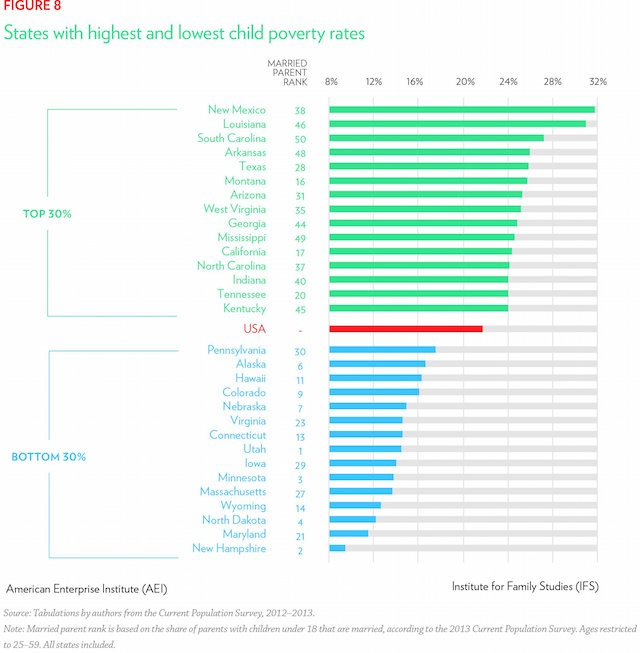 FIGURE 8
States with highest and lowest child poverty rates
MARRIED
PARENT
RANK
8% 12% 16% 20% 24% 28% 32%
New Mexico 38
Louisiana 46
South Carolina 50
Arkansas 48
Texas 28
Montana 16
Arizona 31
West Virginia 35
TOP 30%
Georgia 44
Mississippi 49
California 17
North Carolina 37
Indiana 40
Tennessee 20
Kentucky 45
USA -
Pennsylvania 30
Alaska 6
Hawaii 11
Colorado 9
Nebraska 7
Virginia 23
Connecticut 13
Utah 1
BOTTOM 30%
Iowa 29
Minnesota 3
Massachusetts 27
Wyoming 14
North Dakota 4
Maryland 21
New Hampshire 2
American Enterprise Institute (AEI) Institute for Family Studies (IFS)
Source: Tabulations by authors from the Current Population Survey, 2012–2013.
Note: Married parent rank is based on the share of parents with children under 18 that are married, according to the 2013 Current Population Survey. Ages restricted
to 25–59. All states included.